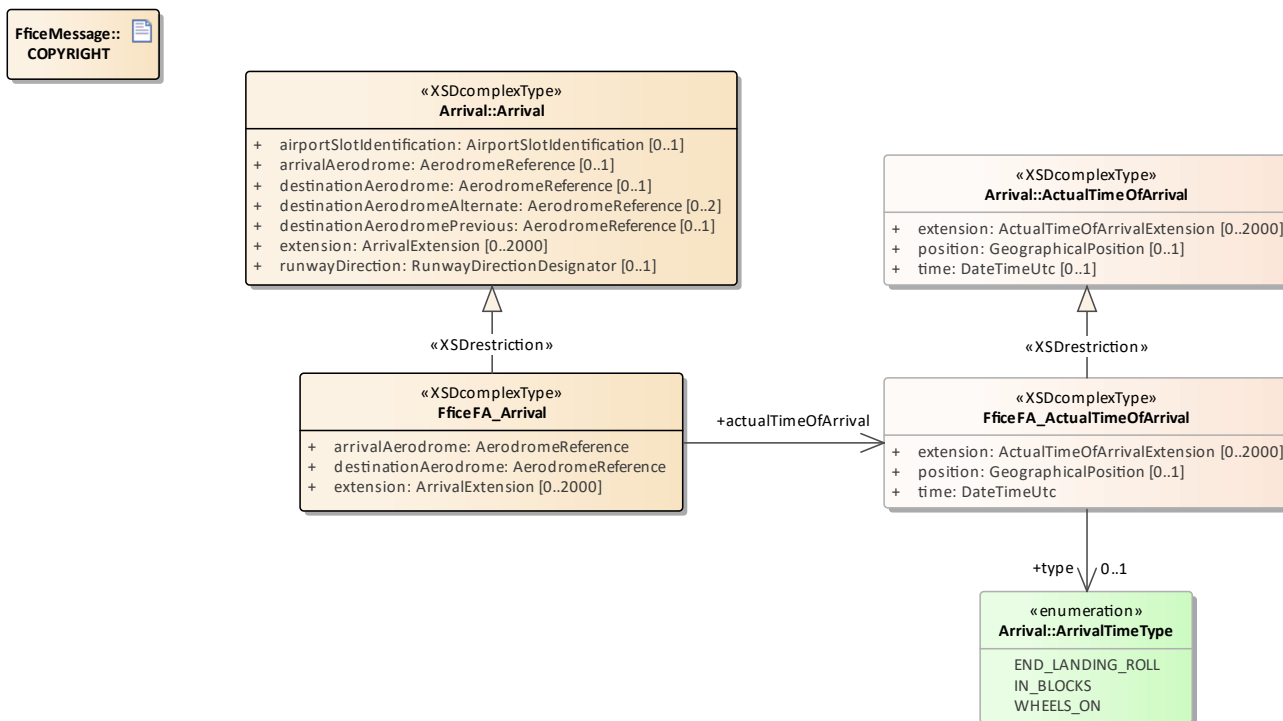 FficeMessage::
COPYRIGHT
«XSDcomplexType»
Arrival::Arrival
+ airportSlotIdentification: AirportSlotIdentification [0..1]
+ arrivalAerodrome: AerodromeReference [0..1]
+ destinationAerodrome: AerodromeReference [0..1]
+ destinationAerodromeAlternate: AerodromeReference [0..2]
+ destinationAerodromePrevious: AerodromeReference [0..1]
+ extension: ArrivalExtension [0..2000]
+ runwayDirection: RunwayDirectionDesignator [0..1]
«XSDcomplexType»
Arrival::ActualTimeOfArrival
+ extension: ActualTimeOfArrivalExtension [0..2000]
+ position: GeographicalPosition [0..1]
+ time: DateTimeUtc [0..1]
«XSDrestriction»
«XSDrestriction»
«XSDcomplexType»
FficeFA_Arrival
+ arrivalAerodrome: AerodromeReference
+ destinationAerodrome: AerodromeReference
+ extension: ArrivalExtension [0..2000]
+actualTimeOfArrival
«XSDcomplexType»
FficeFA_ActualTimeOfArrival
+ extension: ActualTimeOfArrivalExtension [0..2000]
+ position: GeographicalPosition [0..1]
+ time: DateTimeUtc
+type 0..1
«enumeration»
Arrival::ArrivalTimeType
END_LANDING_ROLL
IN_BLOCKS
WHEELS_ON